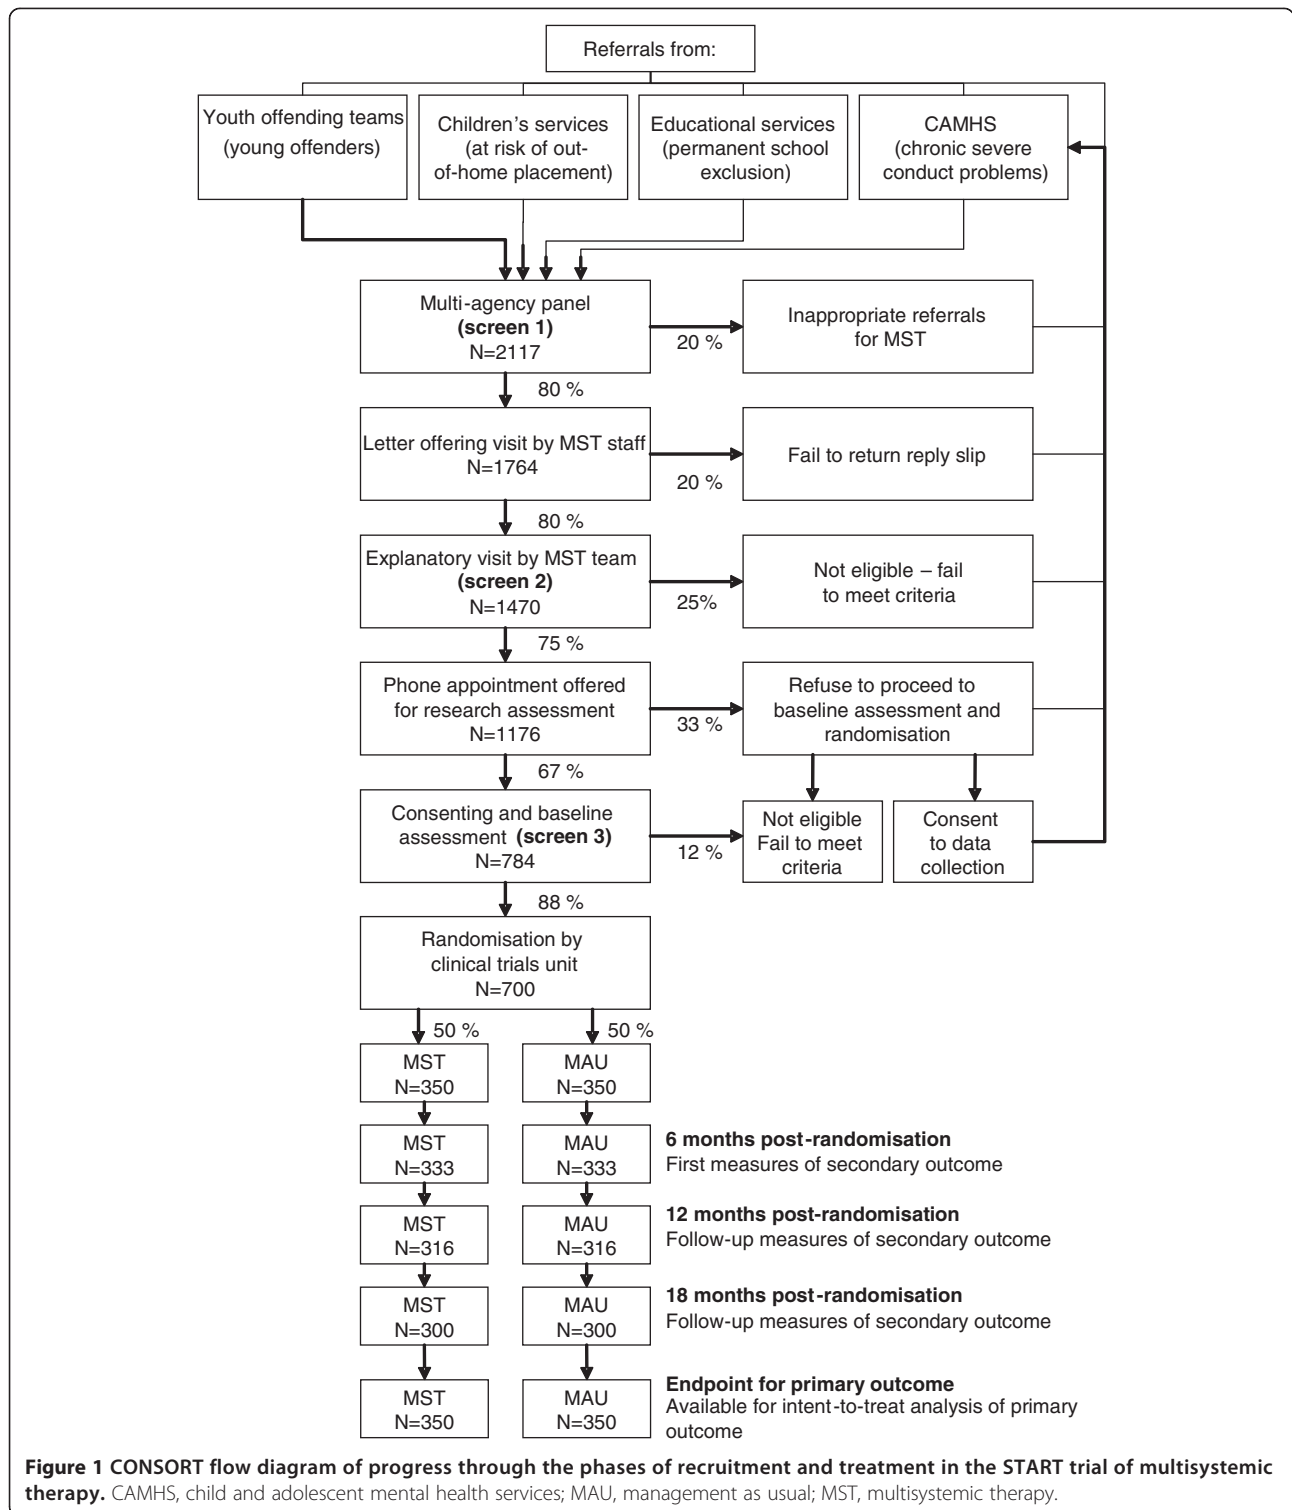 Referrals from:
Youth offending teams
(young offenders)
Children's services
(at risk of out-
of-home placement)
Educational services
(permanent school
exclusion)
CAMHS
(chronic severe
conduct problems)
Multi-agency panel
(screen 1)
N=2117
20 %
Inappropriate referrals
for MST
80 %
Letter offering visit by MST staff
N=1764
20 %
Fail to return reply slip
80 %
Explanatory visit by MST team
(screen 2)
N=1470
25%
Not eligible – fail
to meet criteria
75 %
Phone appointment offered
for research assessment
N=1176
33 %
Refuse to proceed to
baseline assessment and
randomisation
67 %
Consenting and baseline
assessment (screen 3)
N=784
12 %
Not eligible
Fail to meet
criteria
Consent
to data
collection
88 %
Randomisation by
clinical trials unit
N=700
50 %
50 %
MST
N=350
MAU
N=350
MST
N=333
MAU
N=333
6 months post-randomisation
First measures of secondary outcome
MST
N=316
MAU
N=316
12 months post-randomisation
Follow-up measures of secondary outcome
MST
N=300
MAU
N=300
18 months post-randomisation
Follow-up measures of secondary outcome
MST
N=350
MAU
N=350
Endpoint for primary outcome
Available for intent-to-treat analysis of primary
outcome
Figure 1 CONSORT flow diagram of progress through the phases of recruitment and treatment in the START trial of multisystemic
therapy. CAMHS, child and adolescent mental health services; MAU, management as usual; MST, multisystemic therapy.